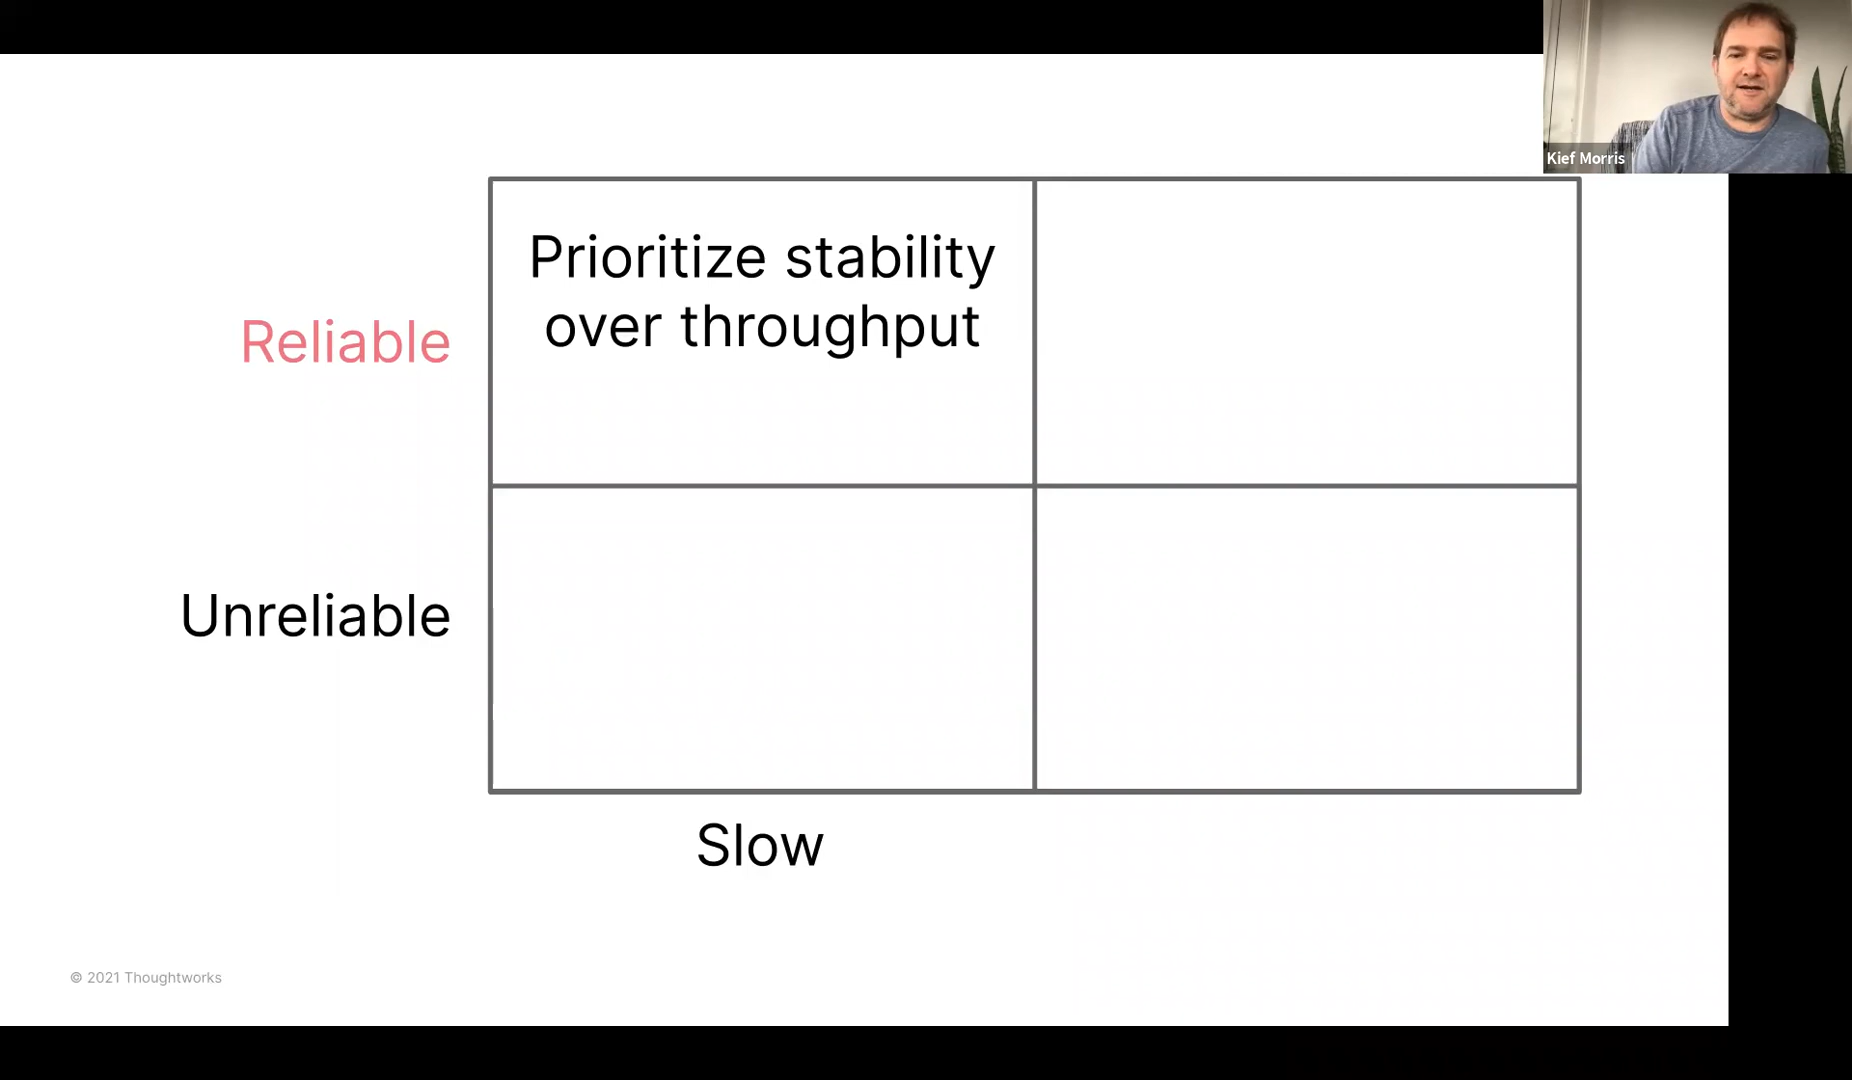 Kief Morris
Prioritize stability
over throughput
Reliable
Unreliable
Slow
© 2021 Thoughtworks